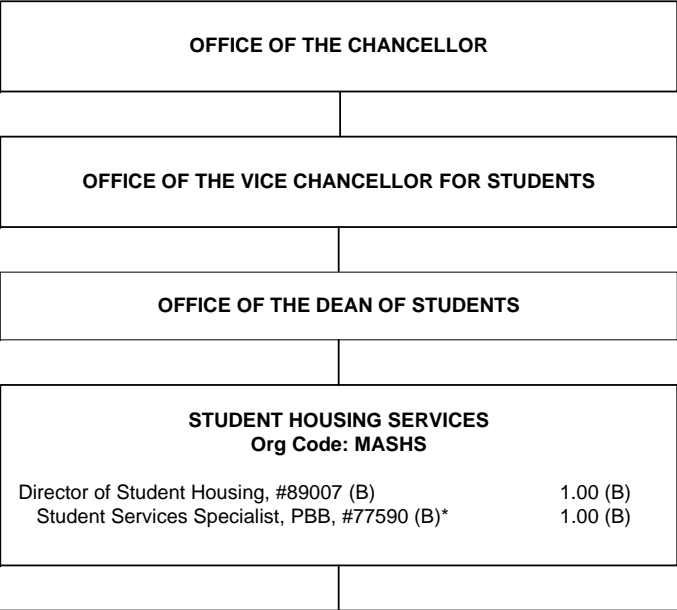 OFFICE OF THE CHANCELLOR
OFFICE OF THE VICE CHANCELLOR FOR STUDENTS
OFFICE OF THE DEAN OF STUDENTS
STUDENT HOUSING SERVICES
Org Code: MASHS
Director of Student Housing, #89007 (B) 1.00 (B)
Student Services Specialist, PBB, #77590 (B)* 1.00 (B)